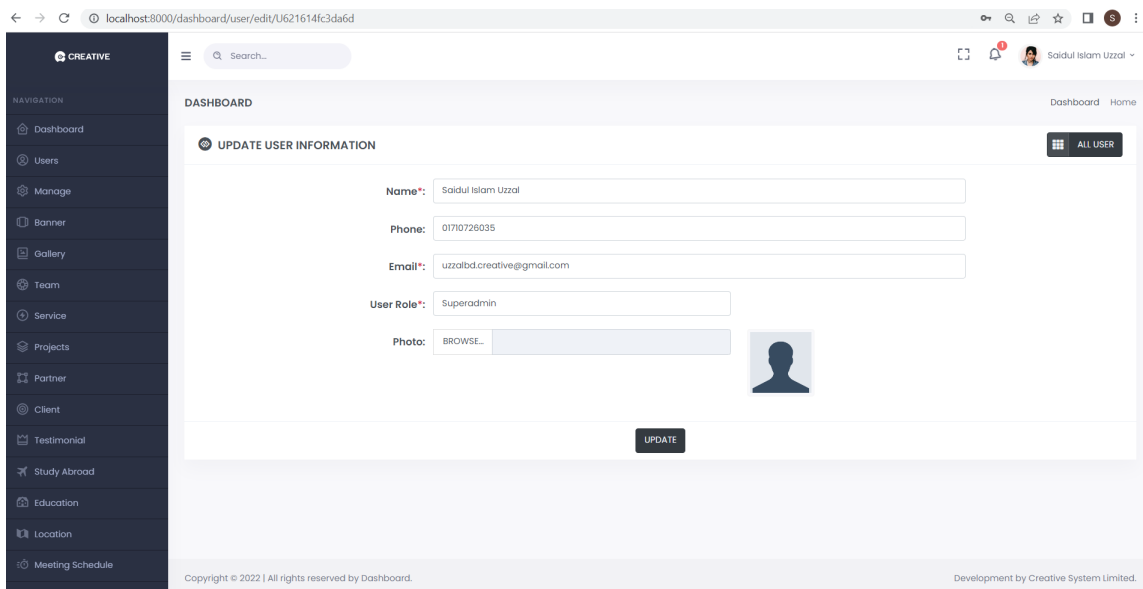 localhost:8000/dashboard/user/edit/U621614fc3da6d
S
CREATIVE
Search...
1
Saidul Islam Uzzal
NAVIGATION
Dashboard
Users
Manage
Banner
Gallery
Team
Service
Projects
Partner
Client
Testimonial
Study Abroad
Education
Location
Meeting Schedule
DASHBOARD
Dashboard Home
UPDATE USER INFORMATION
ALL USER
Name*: Saidul Islam Uzzal
Phone: 01710726035
Email*: uzzalbd.creative@gmail.com
User Role*: Superadmin
Photo: BROWSE...
UPDATE
Copyright © 2022 | All rights reserved by Dashboard.
Development by Creative System Limited.